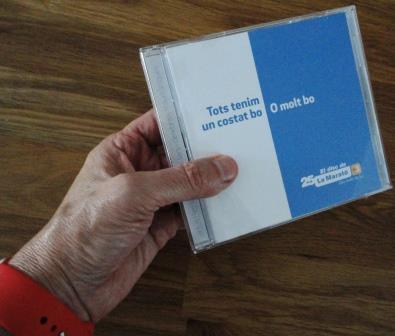 Tots tenim
un costat bo
O molt bo
25 El disc de
La Marató